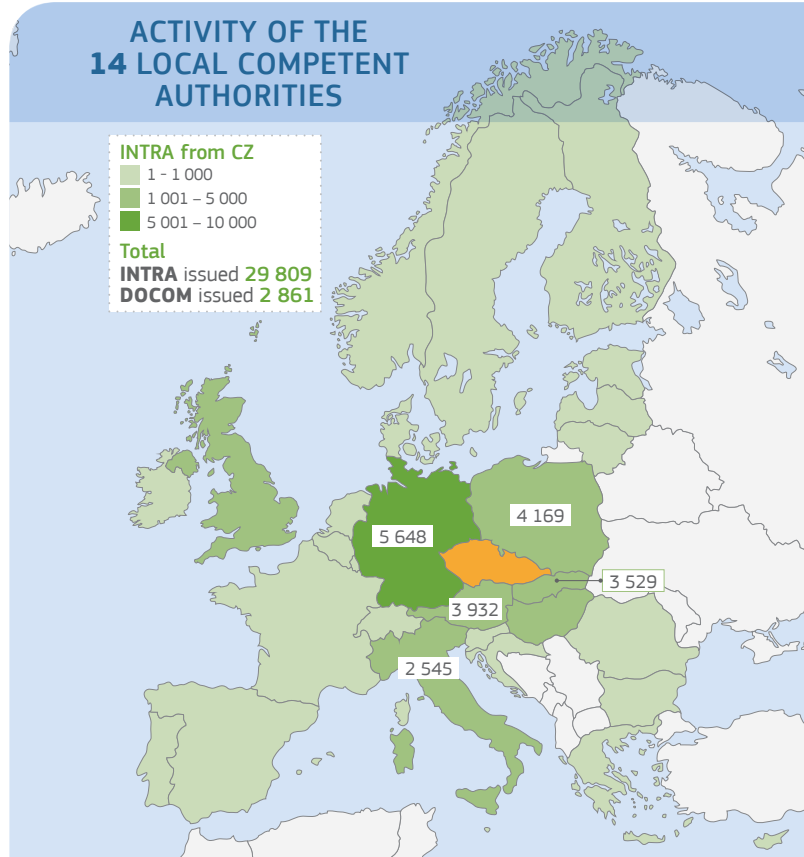 ACTIVITY OF THE
14 LOCAL COMPETENT
AUTHORITIES
INTRA from CZ
1 - 1 000
1 001 – 5 000
5 001 – 10 000
Total
INTRA issued 29 809
DOCOM issued 2 861
4 169
5 648
3 529
3 932
2 545